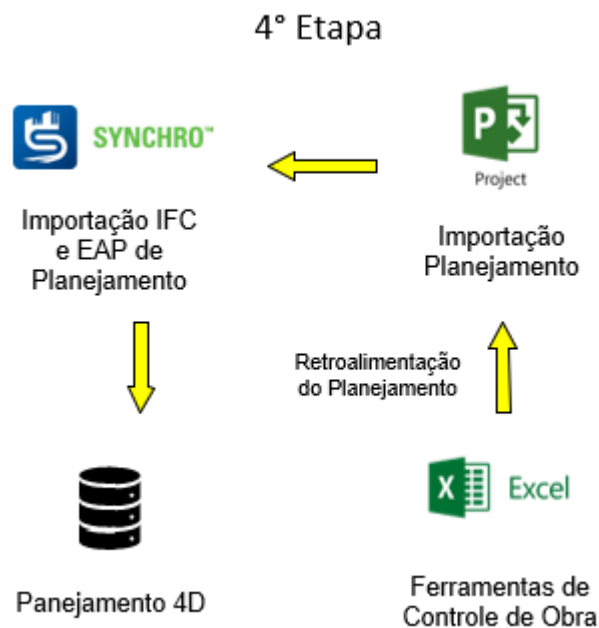 4° Etapa
SYNCHRO™
Importação IFC
e EAP de
Planejamento
P
Project
Importação
Planejamento
Retroalimentação
do Planejamento
X
Excel
Panejamento 4D
Ferramentas de
Controle de Obra